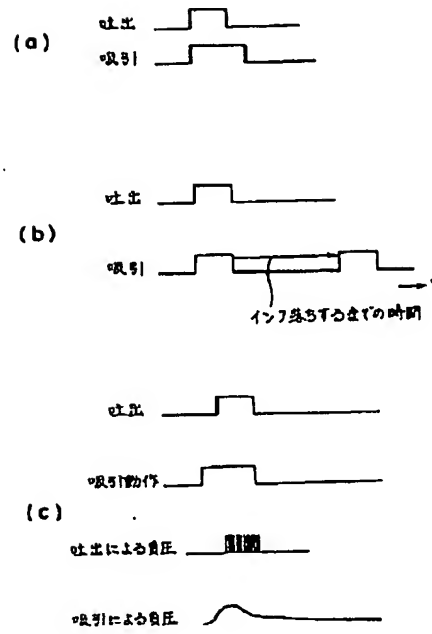 吐出
(a)
吸引
吐出
(b)
吸引
インク落ちするまでの時間
吐出
吸引動作
(c)
吐出による負圧
吸引による負圧